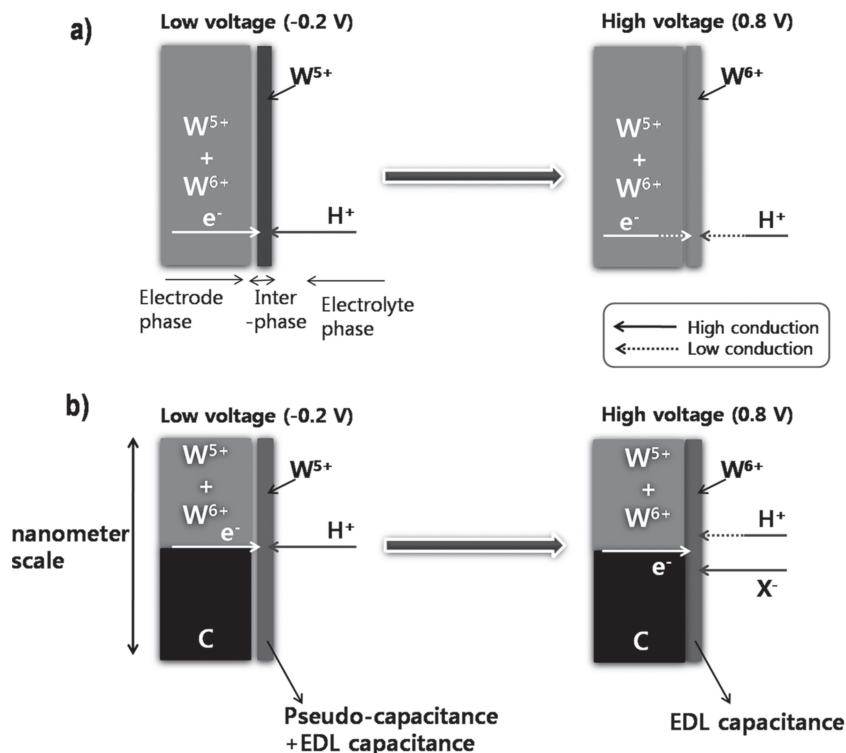 a)
Low voltage (-0.2 V)
High voltage (0.8 V)
W⁵⁺
W⁶⁺
W⁵⁺
+
W⁶⁺
e⁻
H⁺
W⁵⁺
+
W⁶⁺
e⁻
H⁺
Electrode phase
Inter-phase
Electrolyte phase
High conduction
Low conduction
b)
Low voltage (-0.2 V)
High voltage (0.8 V)
nanometer
scale
W⁵⁺
+
W⁶⁺
e⁻
C
W⁵⁺
H⁺
W⁵⁺
+
W⁶⁺
e⁻
C
W⁶⁺
H⁺
X⁻
Pseudo-capacitance
+EDL capacitance
EDL capacitance